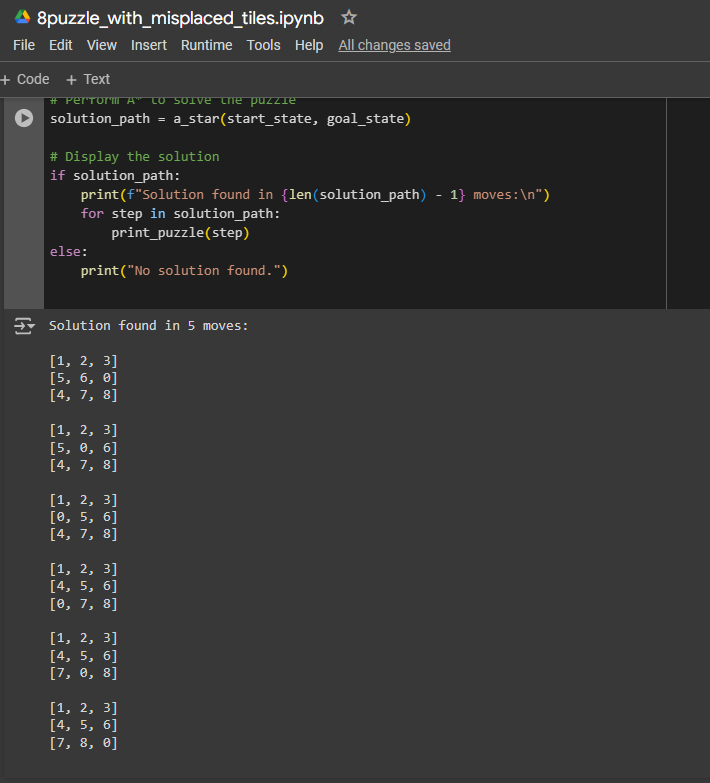 8puzzle_with_misplaced_tiles.ipynb
File Edit View Insert Runtime Tools Help All changes saved
+ Code + Text
# Perform A* to solve the puzzle
solution_path = a_star(start_state, goal_state)
# Display the solution
if solution_path:
    print(f"Solution found in {len(solution_path) - 1} moves:\n")
    for step in solution_path:
        print_puzzle(step)
else:
    print("No solution found.")
Solution found in 5 moves:
[1, 2, 3]
[5, 6, 0]
[4, 7, 8]
[1, 2, 3]
[5, 0, 6]
[4, 7, 8]
[1, 2, 3]
[0, 5, 6]
[4, 7, 8]
[1, 2, 3]
[4, 5, 6]
[0, 7, 8]
[1, 2, 3]
[4, 5, 6]
[7, 0, 8]
[1, 2, 3]
[4, 5, 6]
[7, 8, 0]